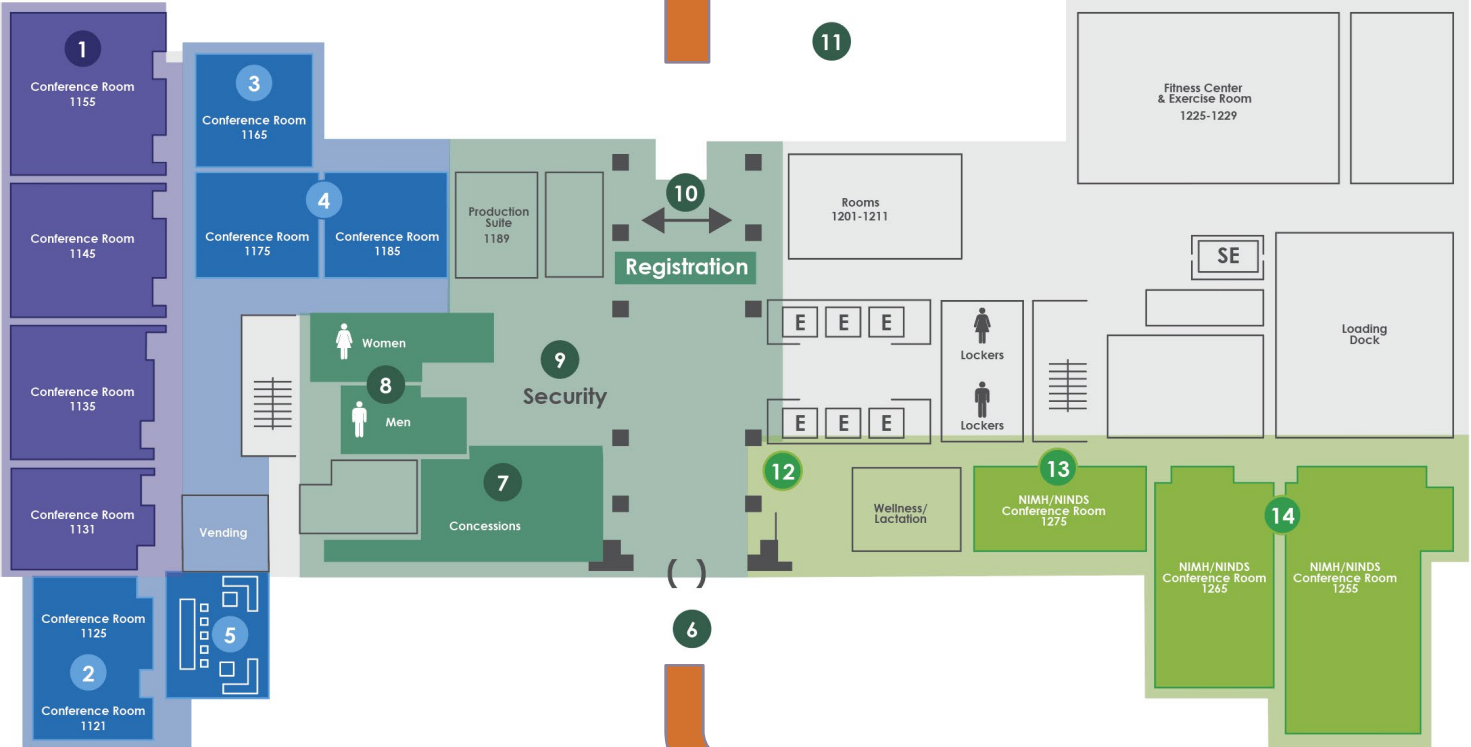 1
Conference Room
1155
Conference Room
1145
Conference Room
1135
Conference Room
1131
3
Conference Room
1165
4
Conference Room
1175
Conference Room
1185
Vending
Conference Room
1125
2
Conference Room
1121
5
Production
Suite
1189
10
Registration
Women
8
Men
9
Security
7
Concessions
( )
6
11
Rooms
1201-1211
Fitness Center
& Exercise Room
1225-1229
SE
E E E
Lockers
Lockers
E E E
Loading
Dock
12
Wellness/
Lactation
13
NIMH/NINDS
Conference Room
1275
14
NIMH/NINDS
Conference Room
1265
NIMH/NINDS
Conference Room
1255